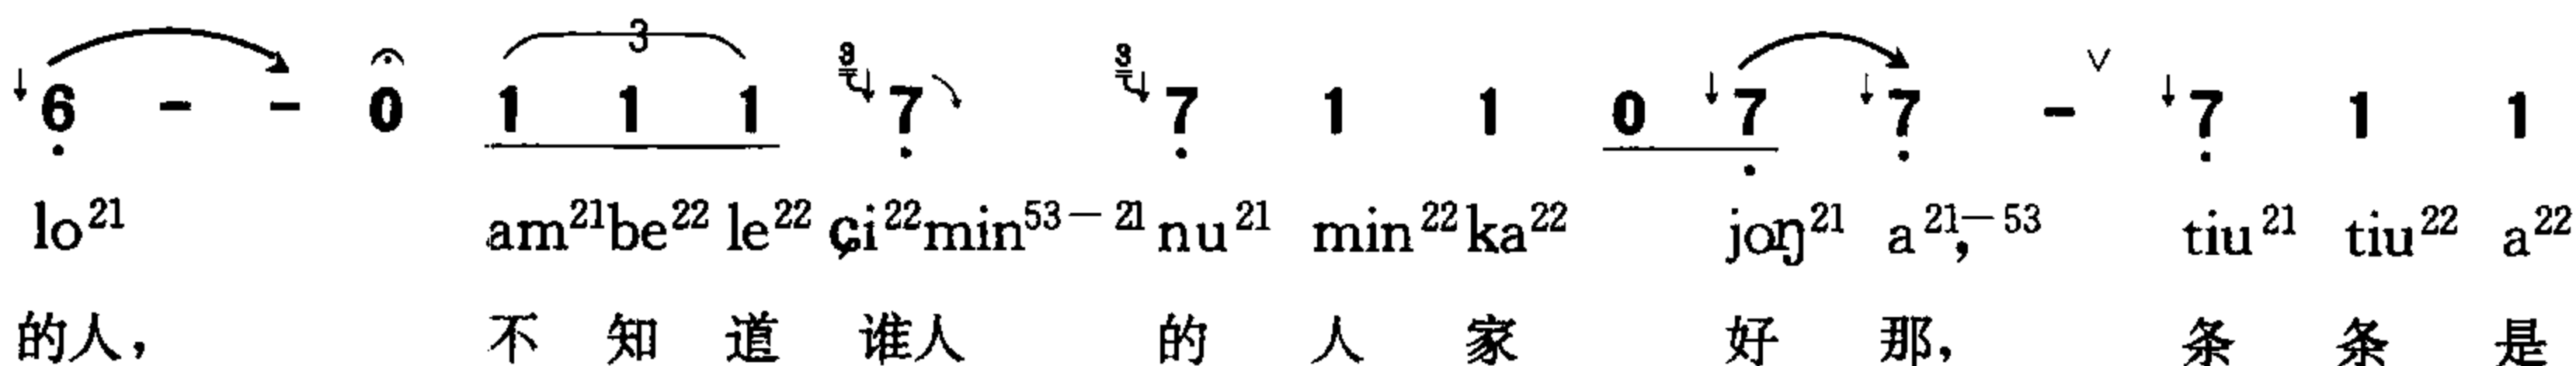 ↓6 - - 0 1 1 1 ↓7 ↓7 1 1 0 ↓7 ↓7 - ∨ ↓7 1 1
lo²¹ am²¹be²² le²² çi²²min⁵³⁻²¹ nu²¹ min²² ka²² joŋ²¹ a²¹⁻⁵³, tiu²¹ tiu²² a²²
的人, 不 知 道 谁人 的 人 家 好 那, 条 条 是